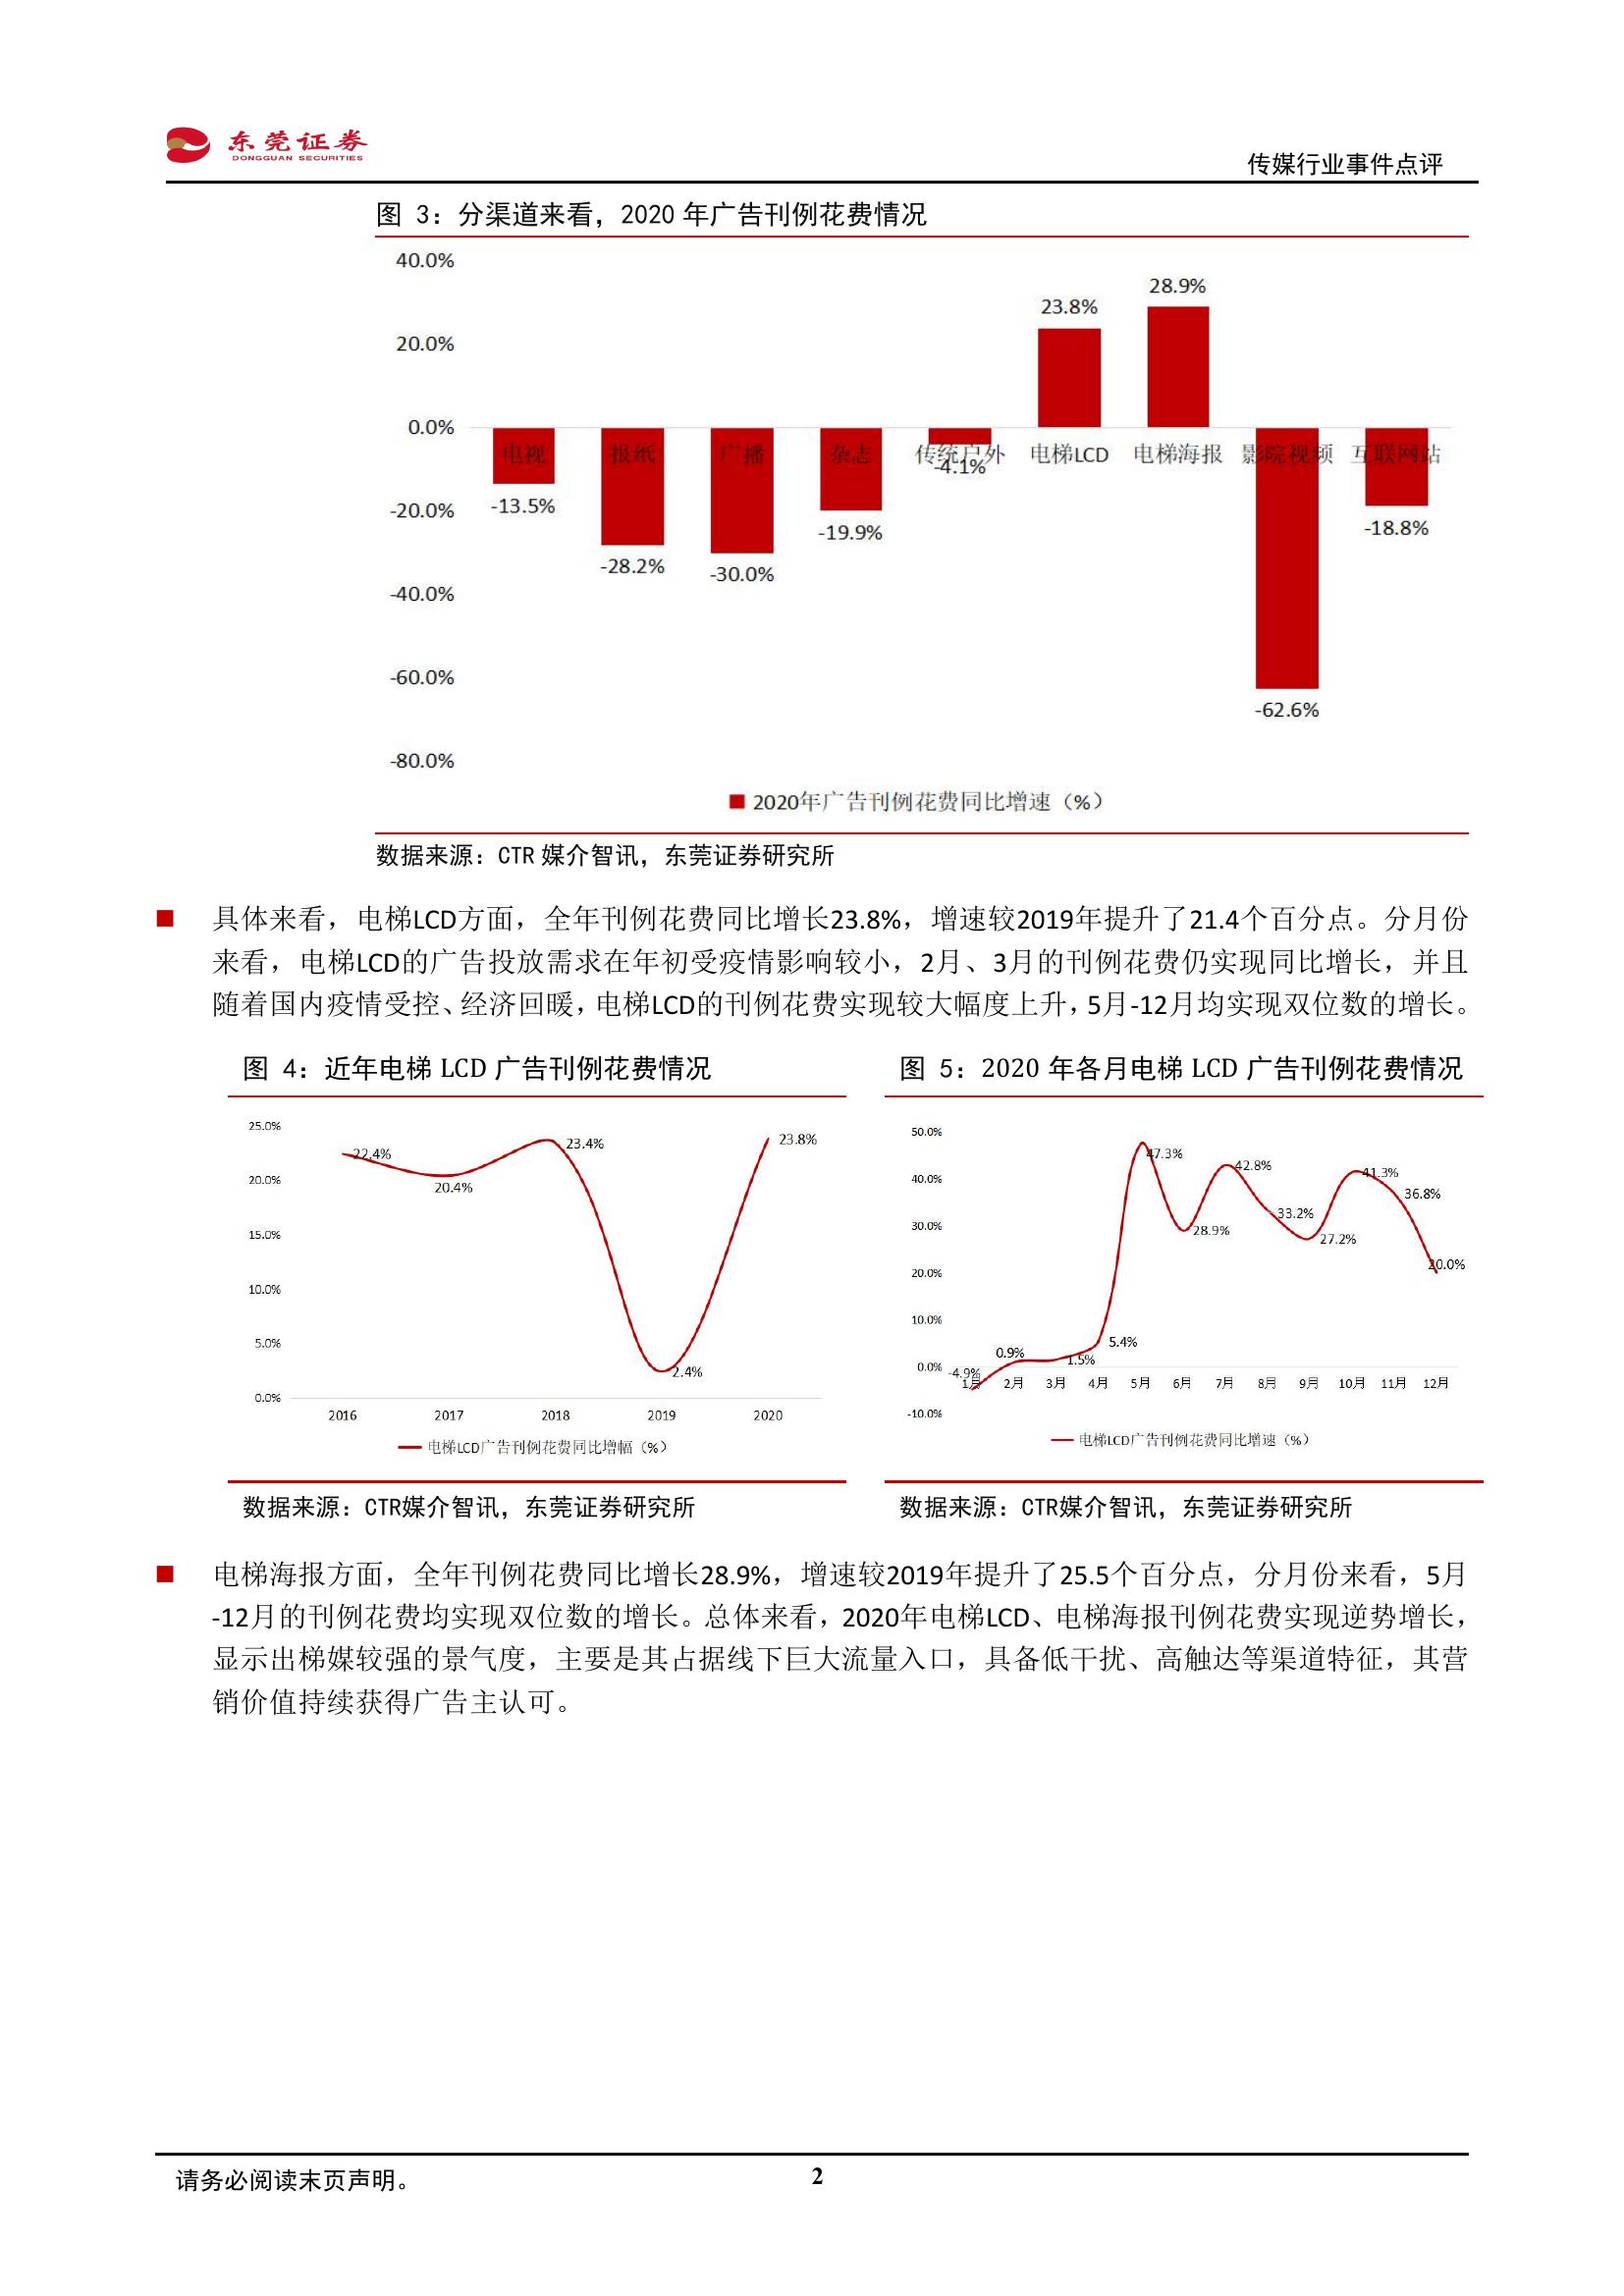 东莞证券
DONGGUAN SECURITIES
传媒行业事件点评
图 3：分渠道来看，2020 年广告刊例花费情况
40.0%
20.0%
0.0%
-20.0%
-40.0%
-60.0%
-80.0%
23.8%
28.9%
电视
报纸
广播
杂志
传统户外
电梯LCD
电梯海报
影院视频
互联网站
-13.5%
-28.2%
-30.0%
-19.9%
-4.1%
-62.6%
-18.8%
2020年广告刊例花费同比增速（%）
数据来源：CTR 媒介智讯，东莞证券研究所
具体来看，电梯LCD方面，全年刊例花费同比增长23.8%，增速较2019年提升了21.4个百分点。分月份
来看，电梯LCD的广告投放需求在年初受疫情影响较小，2月、3月的刊例花费仍实现同比增长，并且
随着国内疫情受控、经济回暖，电梯LCD的刊例花费实现较大幅度上升，5月-12月均实现双位数的增长。
图 4：近年电梯 LCD 广告刊例花费情况
25.0%
20.0%
15.0%
10.0%
5.0%
0.0%
22.4%
20.4%
23.4%
2.4%
23.8%
2016
2017
2018
2019
2020
电梯LCD广告刊例花费同比增幅（%）
数据来源：CTR媒介智讯，东莞证券研究所
图 5：2020 年各月电梯 LCD 广告刊例花费情况
50.0%
40.0%
30.0%
20.0%
10.0%
0.0%
-10.0%
-4.9%
0.9%
1.5%
5.4%
47.3%
28.9%
42.8%
33.2%
27.2%
41.3%
36.8%
20.0%
1月
2月
3月
4月
5月
6月
7月
8月
9月
10月
11月
12月
电梯LCD广告刊例花费同比增速（%）
数据来源：CTR媒介智讯，东莞证券研究所
电梯海报方面，全年刊例花费同比增长28.9%，增速较2019年提升了25.5个百分点，分月份来看，5月
-12月的刊例花费均实现双位数的增长。总体来看，2020年电梯LCD、电梯海报刊例花费实现逆势增长，
显示出梯媒较强的景气度，主要是其占据线下巨大流量入口，具备低干扰、高触达等渠道特征，其营
销价值持续获得广告主认可。
请务必阅读末页声明。
2